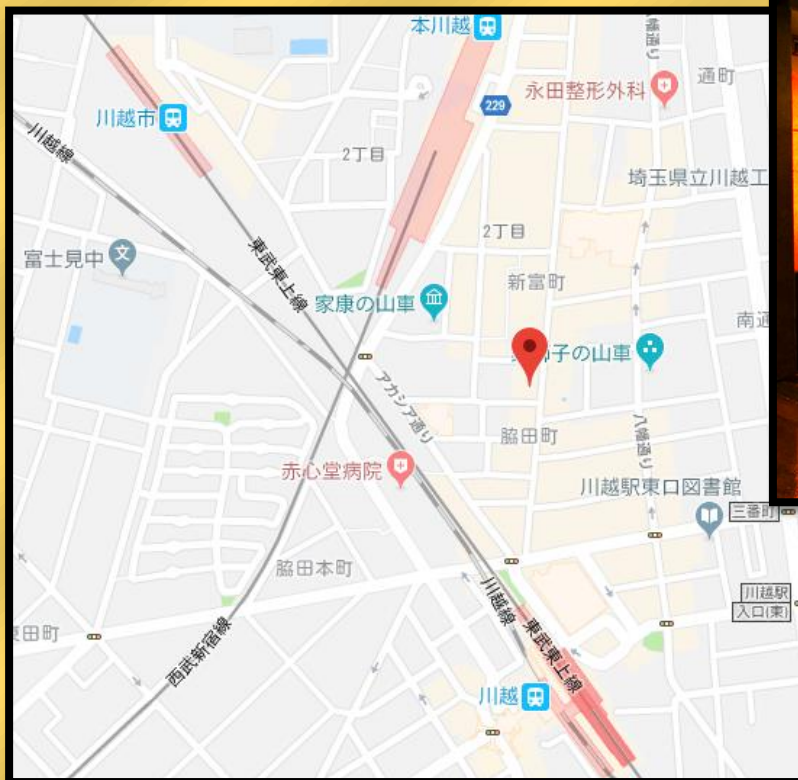 本川越
八幡通り
通町
永田整形外科
229
川越市
川越線
2丁目
埼玉県立川越工
2丁目
富士見中
文
東武東上線
新富町
家康の山車
南通
子の山車
アカシア通り
脇田町
八幡通り
赤心堂病院
川越駅東口図書館
三番町
脇田本町
川越線
川越駅
入口(東)
田町
西武新宿線
東武東上線
川越